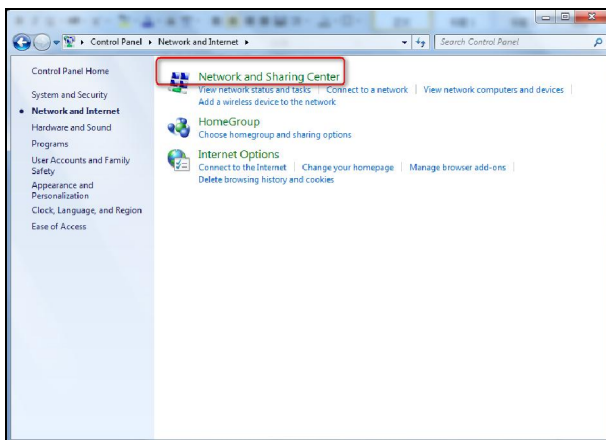 Control Panel ▸ Network and Internet ▸
Search Control Panel
Control Panel Home
System and Security
Network and Internet
Hardware and Sound
Programs
User Accounts and Family
Safety
Appearance and
Personalization
Clock, Language, and Region
Ease of Access
Network and Sharing Center
View network status and tasks | Connect to a network | View network computers and devices
Add a wireless device to the network
HomeGroup
Choose homegroup and sharing options
Internet Options
Connect to the Internet | Change your homepage | Manage browser add-ons
Delete browsing history and cookies